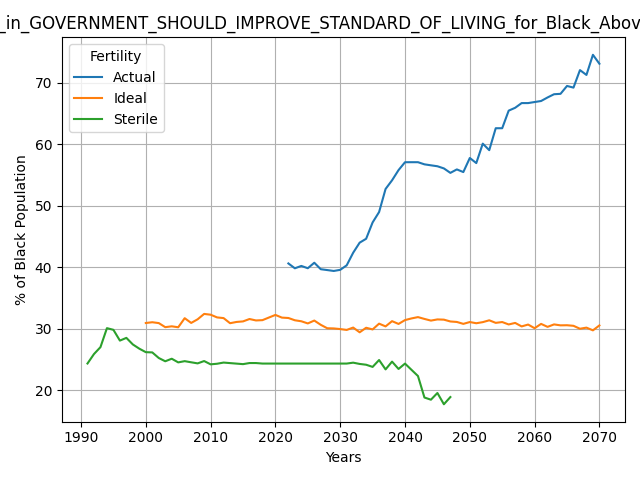 _in_GOVERNMENT_SHOULD_IMPROVE_STANDARD_OF_LIVING_for_Black_Abov
Fertility
Actual
Ideal
Sterile
% of Black Population
70
60
50
40
30
20
1990 2000 2010 2020 2030 2040 2050 2060 2070
Years